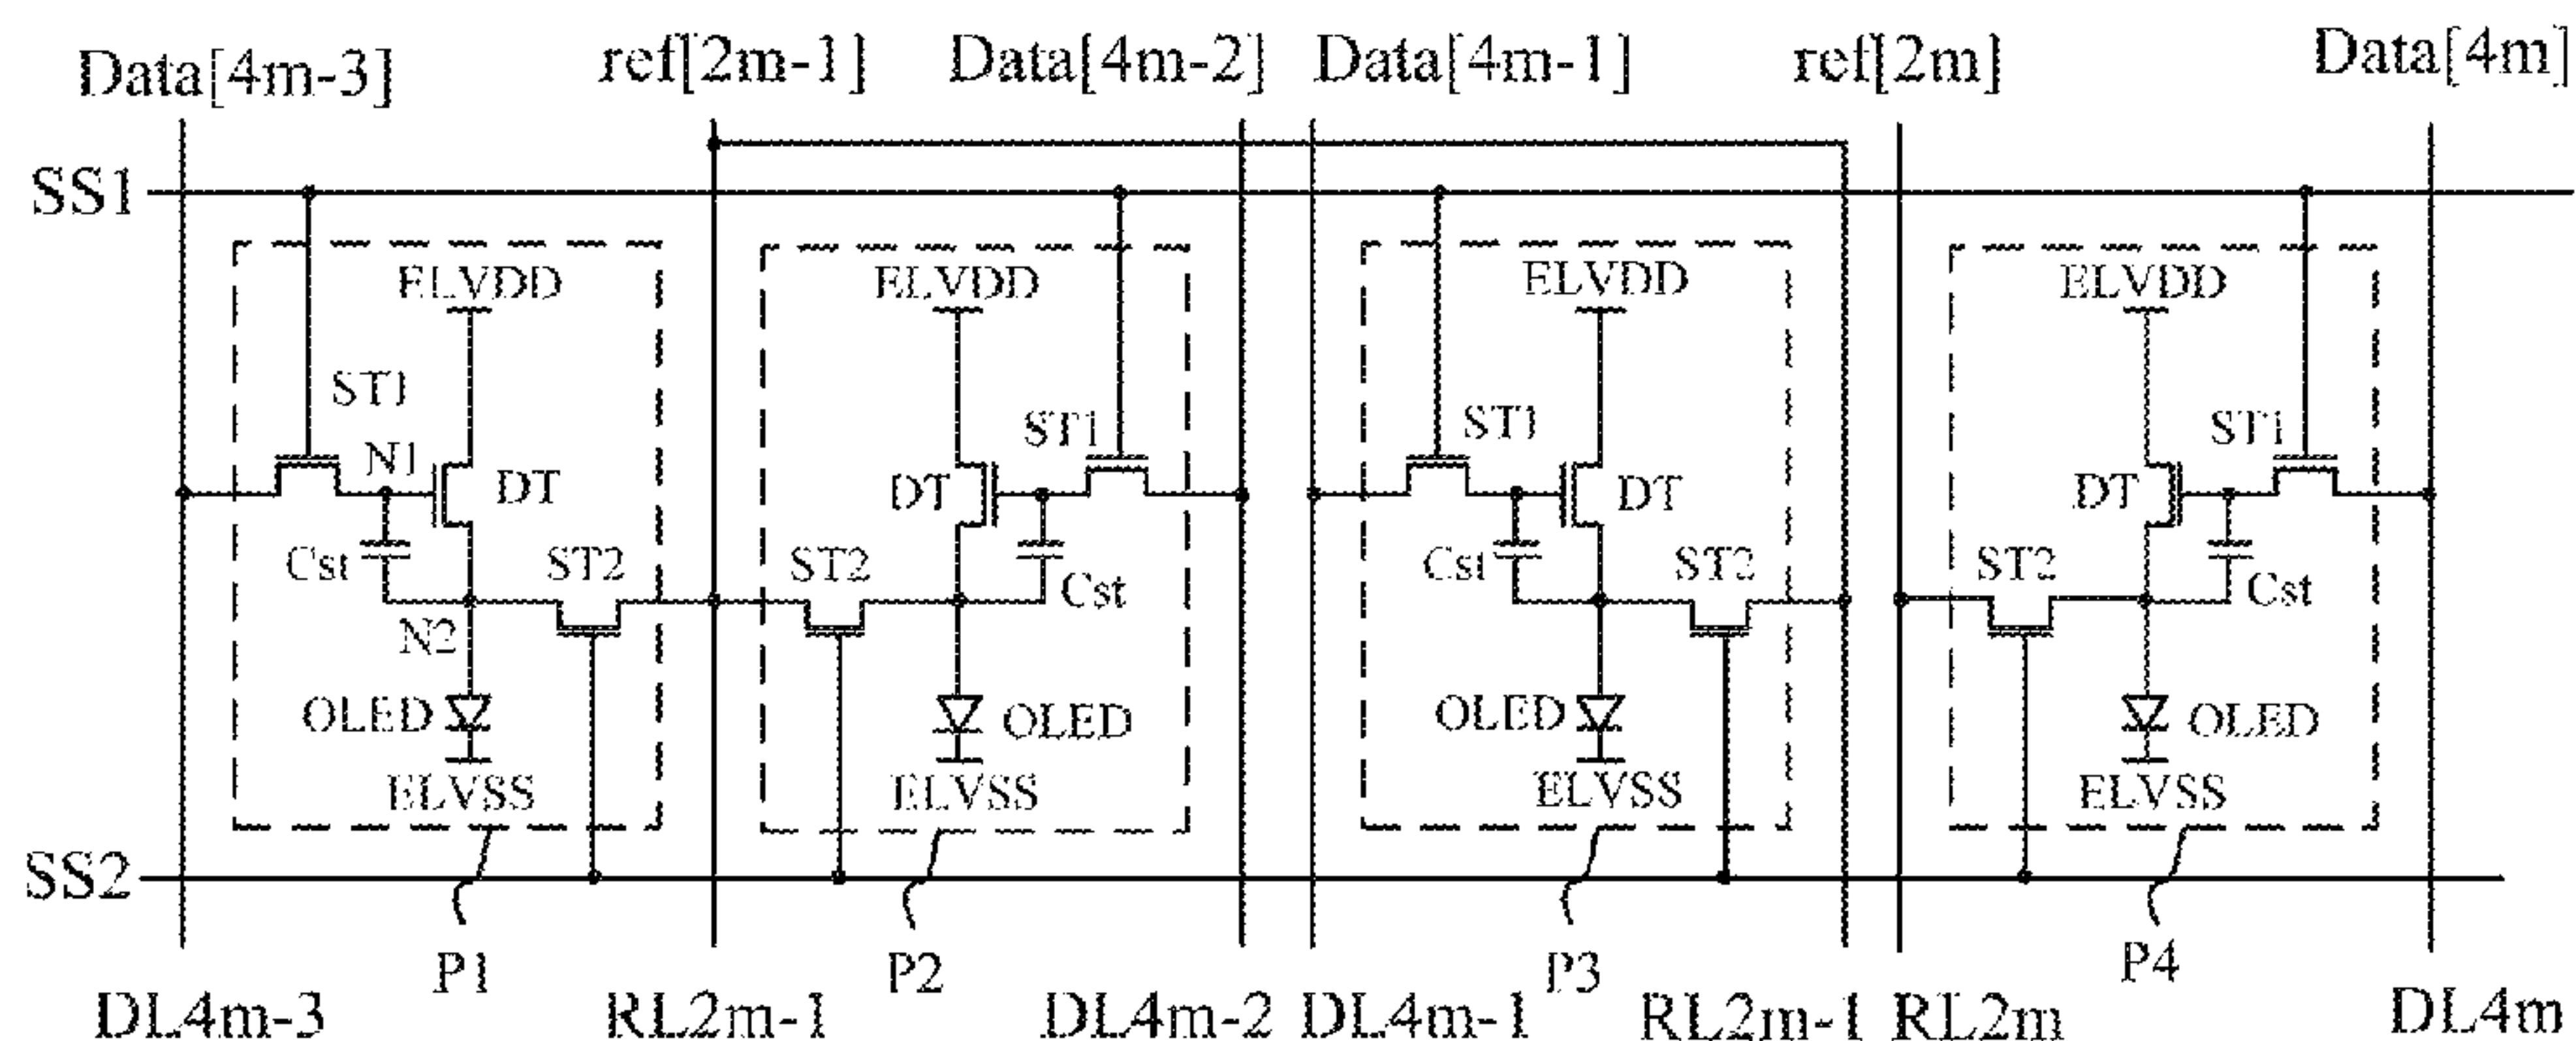 Data[4m-3] ref[2m-1] Data[4m-2] Data[4m-1] ref[2m] Data[4m]
SS1
ELVDD ELVDD ELVDD ELVDD
ST1 ST1 ST1 ST1
N1 DT DT DT DT
Cst ST2 ST2 Cst Cst ST2 ST2 Cst
N2
OLED OLED OLED OLED
ELVSS ELVSS ELVSS ELVSS
SS2
P1 P2 P3 P4
DL4m-3 RL2m-1 DL4m-2 DL4m-1 RL2m-1 RL2m DL4m